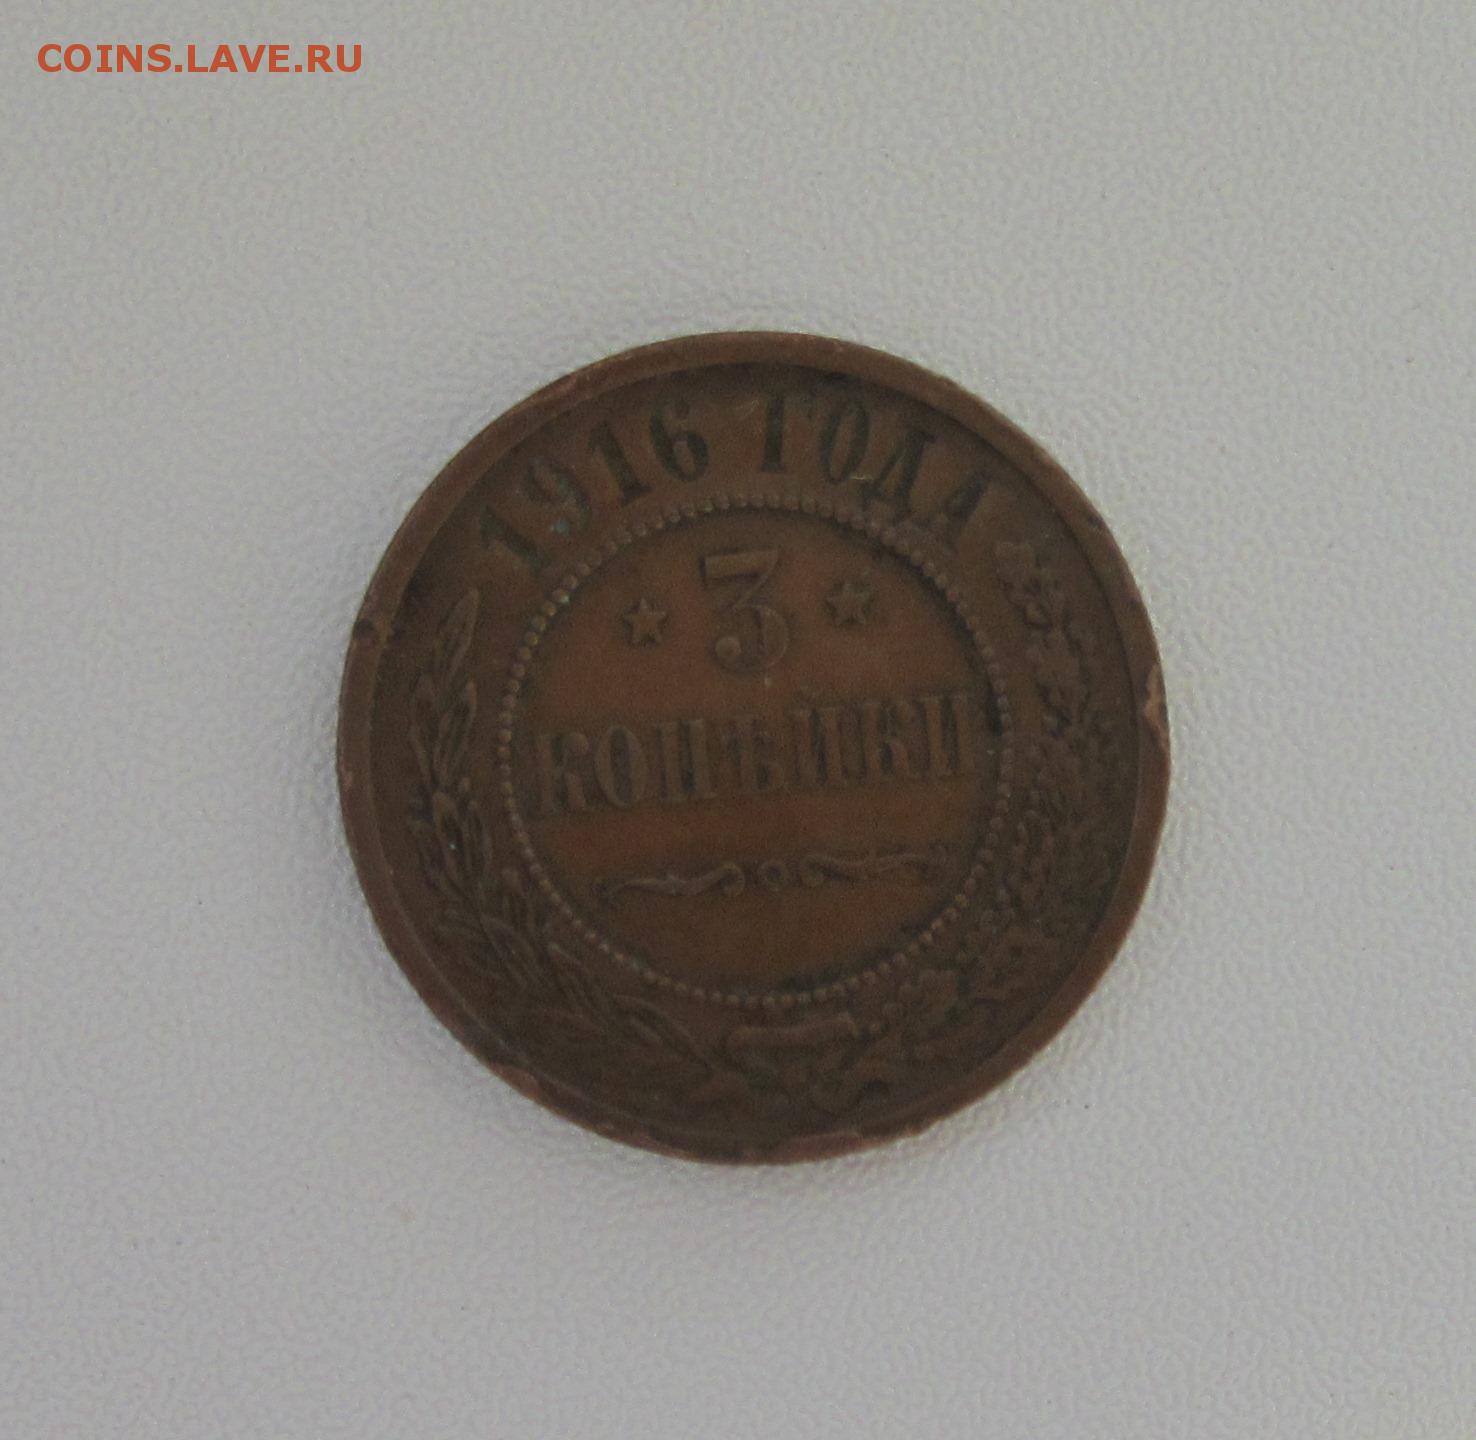 COINS.LAVE.RU
1916 ГОДА
3
КОПѢЙКИ